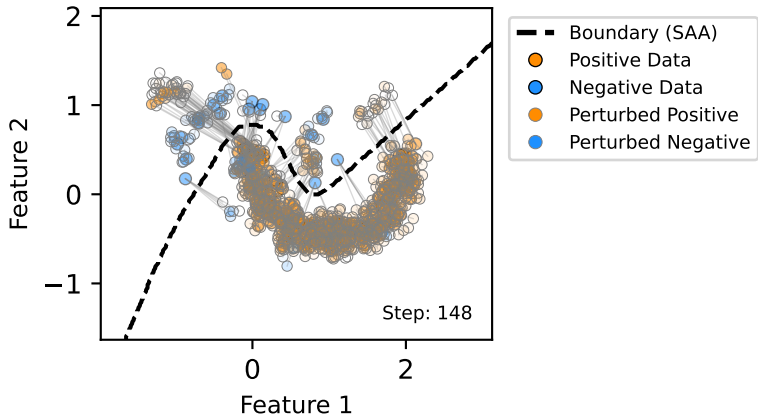 2
1
0
−1
Feature 2
0
2
Feature 1
Step: 148
Boundary (SAA)
Positive Data
Negative Data
Perturbed Positive
Perturbed Negative